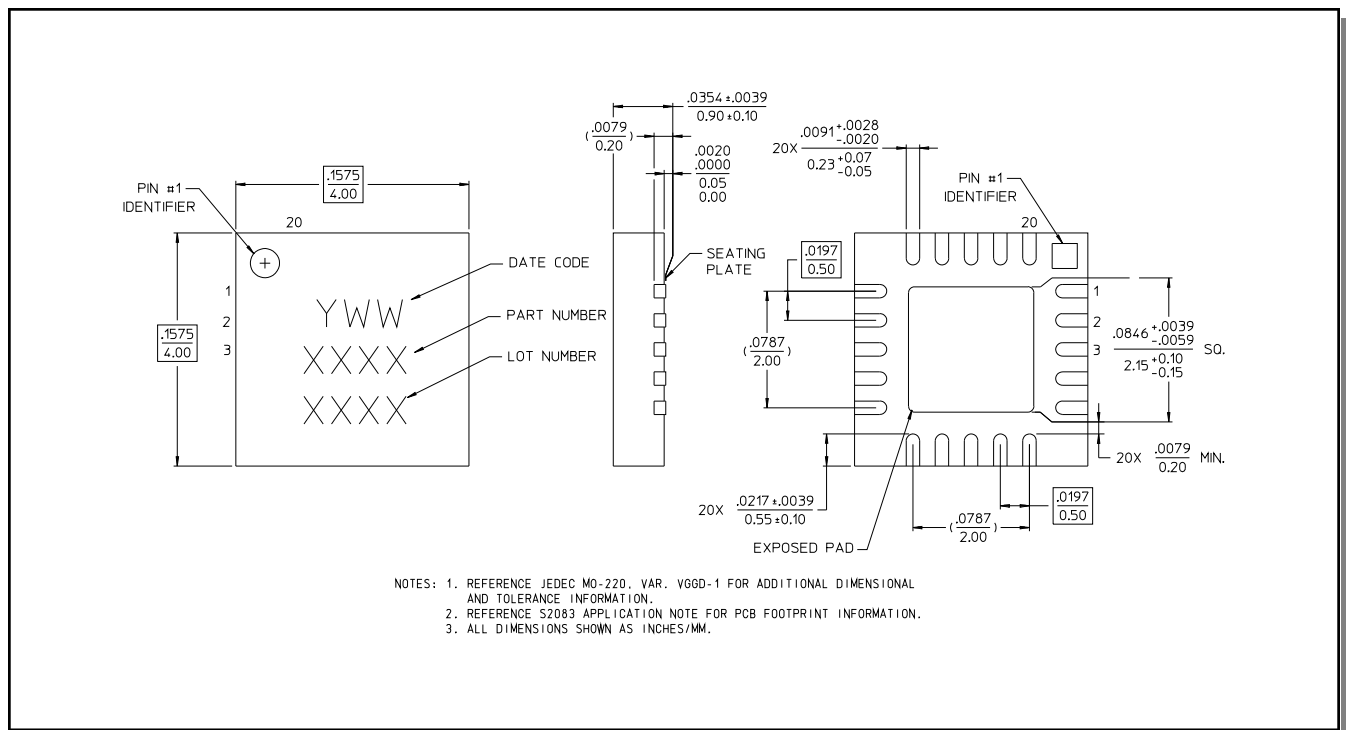 PIN #1
IDENTIFIER
.1575
4.00
20
.1575
4.00
1
2
3
DATE CODE
YWW
PART NUMBER
XXXX
LOT NUMBER
XXXX
.0354 ±.0039
0.90 ±0.10
( .0079 )
0.20
.0020
.0000
0.05
0.00
SEATING
PLATE
20X .0091 +.0028
-.0020
0.23 +0.07
-0.05
PIN #1
IDENTIFIER
20
.0197
0.50
( .0787 )
2.00
1
2
3
.0846 +.0039
-.0059
2.15 +0.10
-0.15
SQ.
20X .0079 MIN.
0.20
20X .0217 ±.0039
0.55 ±0.10
( .0787 )
2.00
.0197
0.50
EXPOSED PAD
NOTES: 1. REFERENCE JEDEC MO-220, VAR. VGGD-1 FOR ADDITIONAL DIMENSIONAL
AND TOLERANCE INFORMATION.
2. REFERENCE S2083 APPLICATION NOTE FOR PCB FOOTPRINT INFORMATION.
3. ALL DIMENSIONS SHOWN AS INCHES/MM.